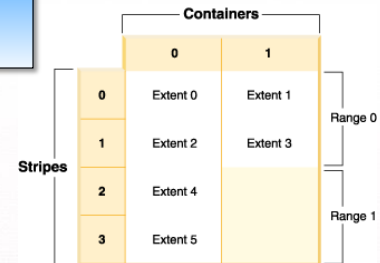 Containers
0 1
0 Extent 0 Extent 1
Range 0
1 Extent 2 Extent 3
Stripes
2 Extent 4
Range 1
3 Extent 5